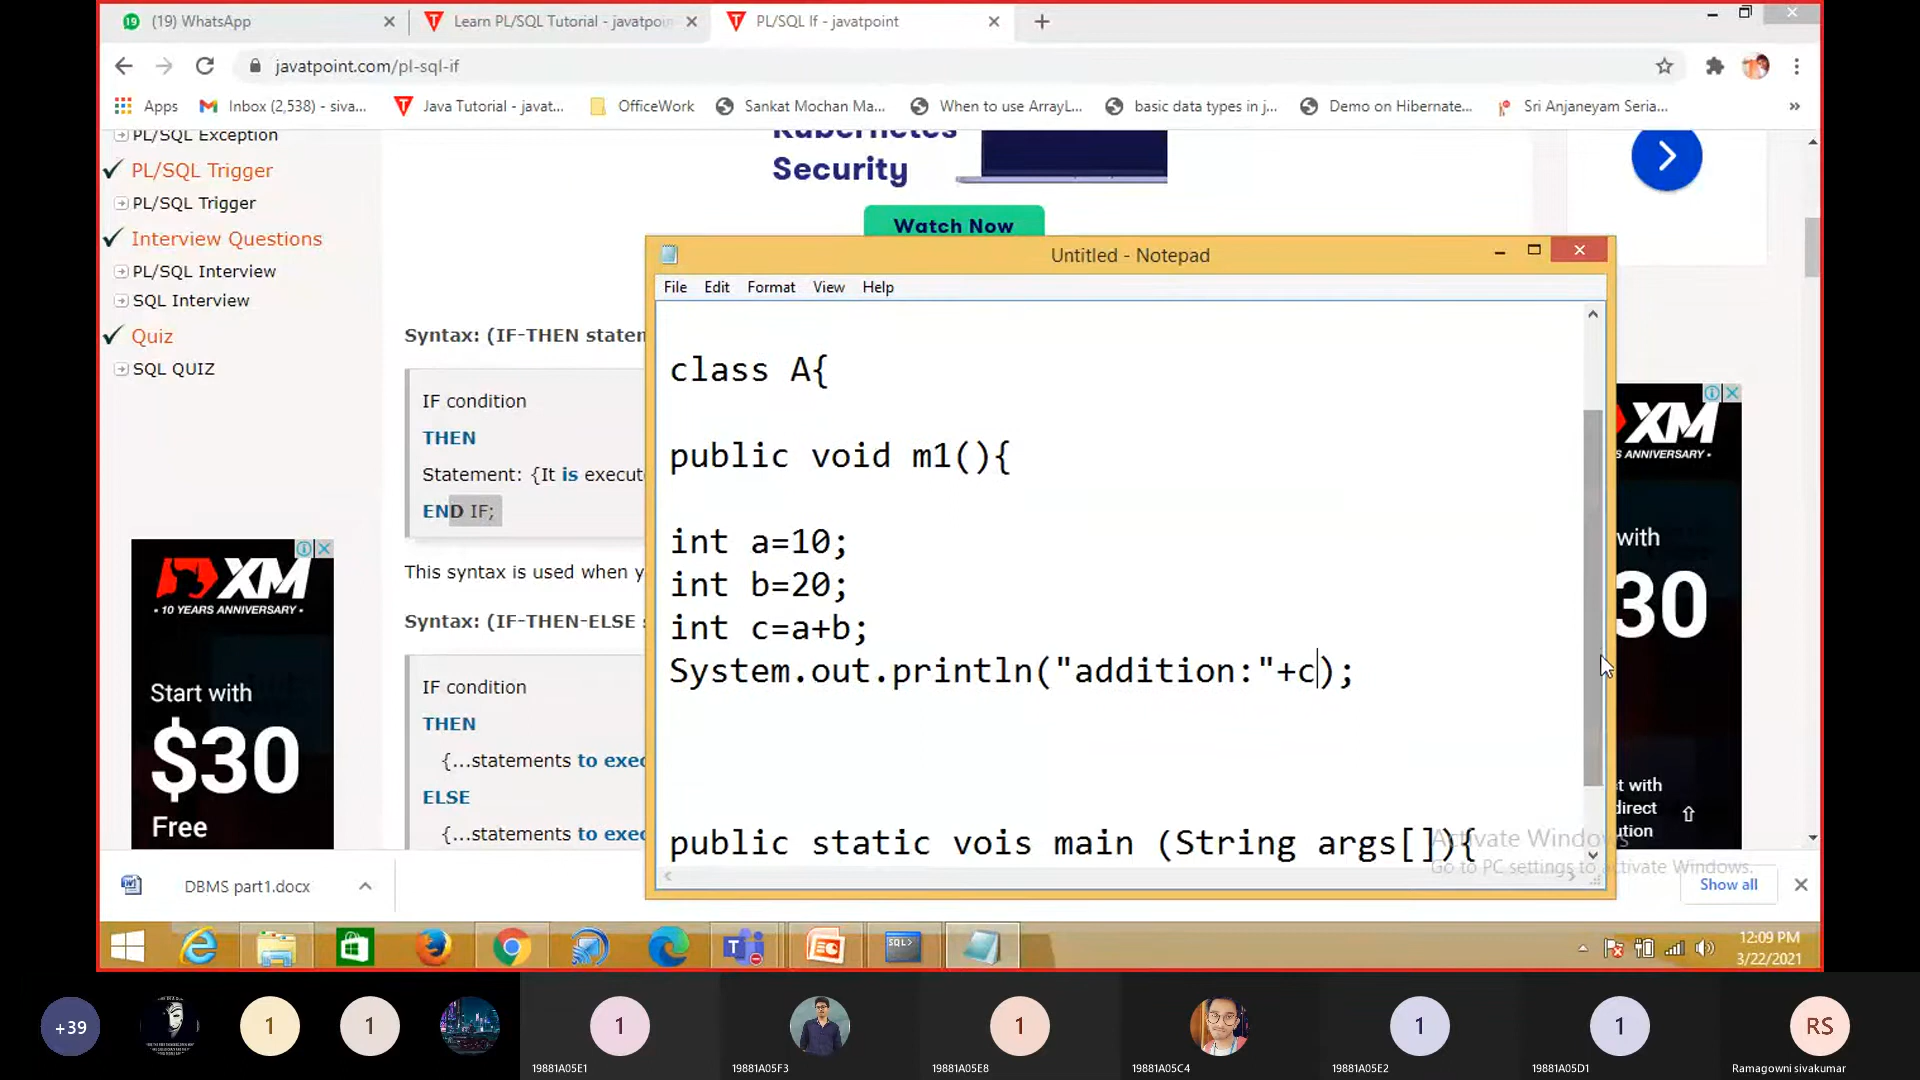 (19) WhatsApp
Learn PL/SQL Tutorial - javatpoin
PL/SQL If - javatpoint
javatpoint.com/pl-sql-if
Apps
Inbox (2,538) - siva...
Java Tutorial - javat...
OfficeWork
Sankat Mochan Ma...
When to use ArrayL...
basic data types in j...
Demo on Hibernate...
Sri Anjaneyam Seria...
»
PL/SQL Exception
PL/SQL Trigger
PL/SQL Trigger
Interview Questions
PL/SQL Interview
SQL Interview
Quiz
SQL QUIZ
Kubernetes
Security
Watch Now
Syntax: (IF-THEN statem
IF condition
THEN
Statement: {It is execute
END IF;
This syntax is used when y
Syntax: (IF-THEN-ELSE s
IF condition
THEN
{...statements to exec
ELSE
{...statements to exec
XM
• 10 YEARS ANNIVERSARY •
Start with
$30
Free
Untitled - Notepad
File Edit Format View Help
class A{
public void m1(){
int a=10;
int b=20;
int c=a+b;
System.out.println("addition:"+c);
public static vois main (String args[]){
XM
ANNIVERSARY •
with
30
t with
direct
ution
Activate Windows
Go to PC settings to activate Windows.
DBMS part1.docx
Show all
SQL>
12:09 PM
3/22/2021
+39
1
1
1
19881A05E1
19881A05F3
1
19881A05E8
19881A05C4
1
19881A05E2
1
19881A05D1
RS
Ramagowni sivakumar